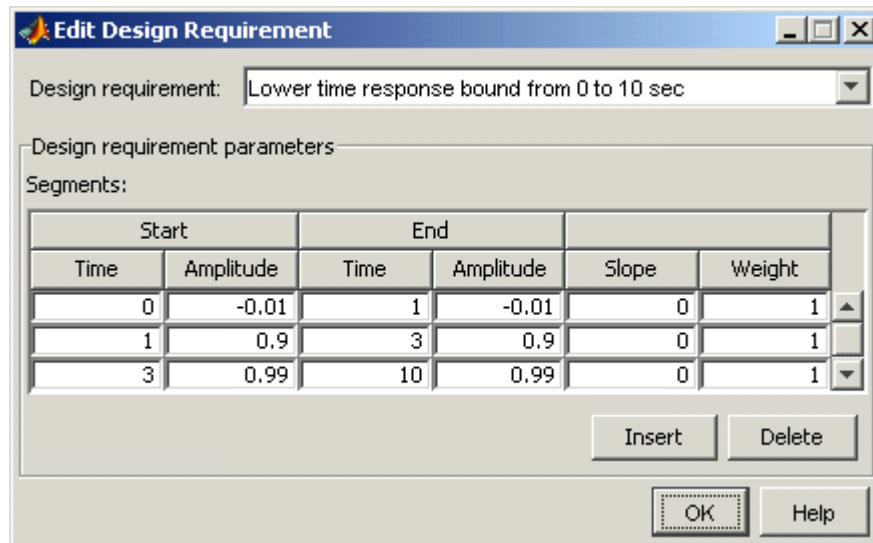 Edit Design Requirement
Design requirement: Lower time response bound from 0 to 10 sec
Design requirement parameters
Segments:
Start End
Time Amplitude Time Amplitude Slope Weight
0 -0.01 1 -0.01 0 1
1 0.9 3 0.9 0 1
3 0.99 10 0.99 0 1
Insert Delete
OK Help